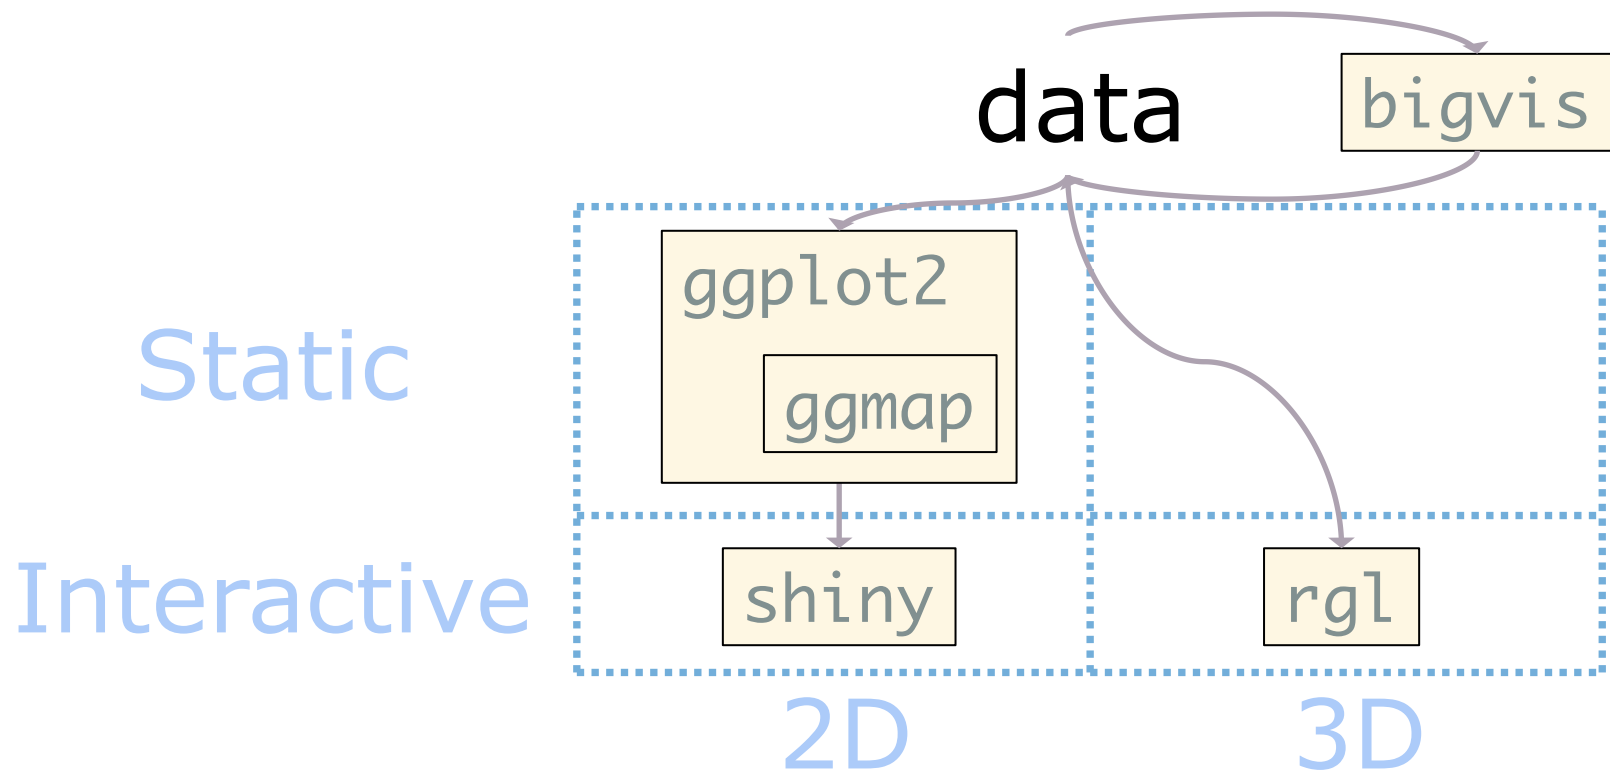 data
bigvis
ggplot2
Static
ggmap
Interactive
shiny
rgl
2D
3D